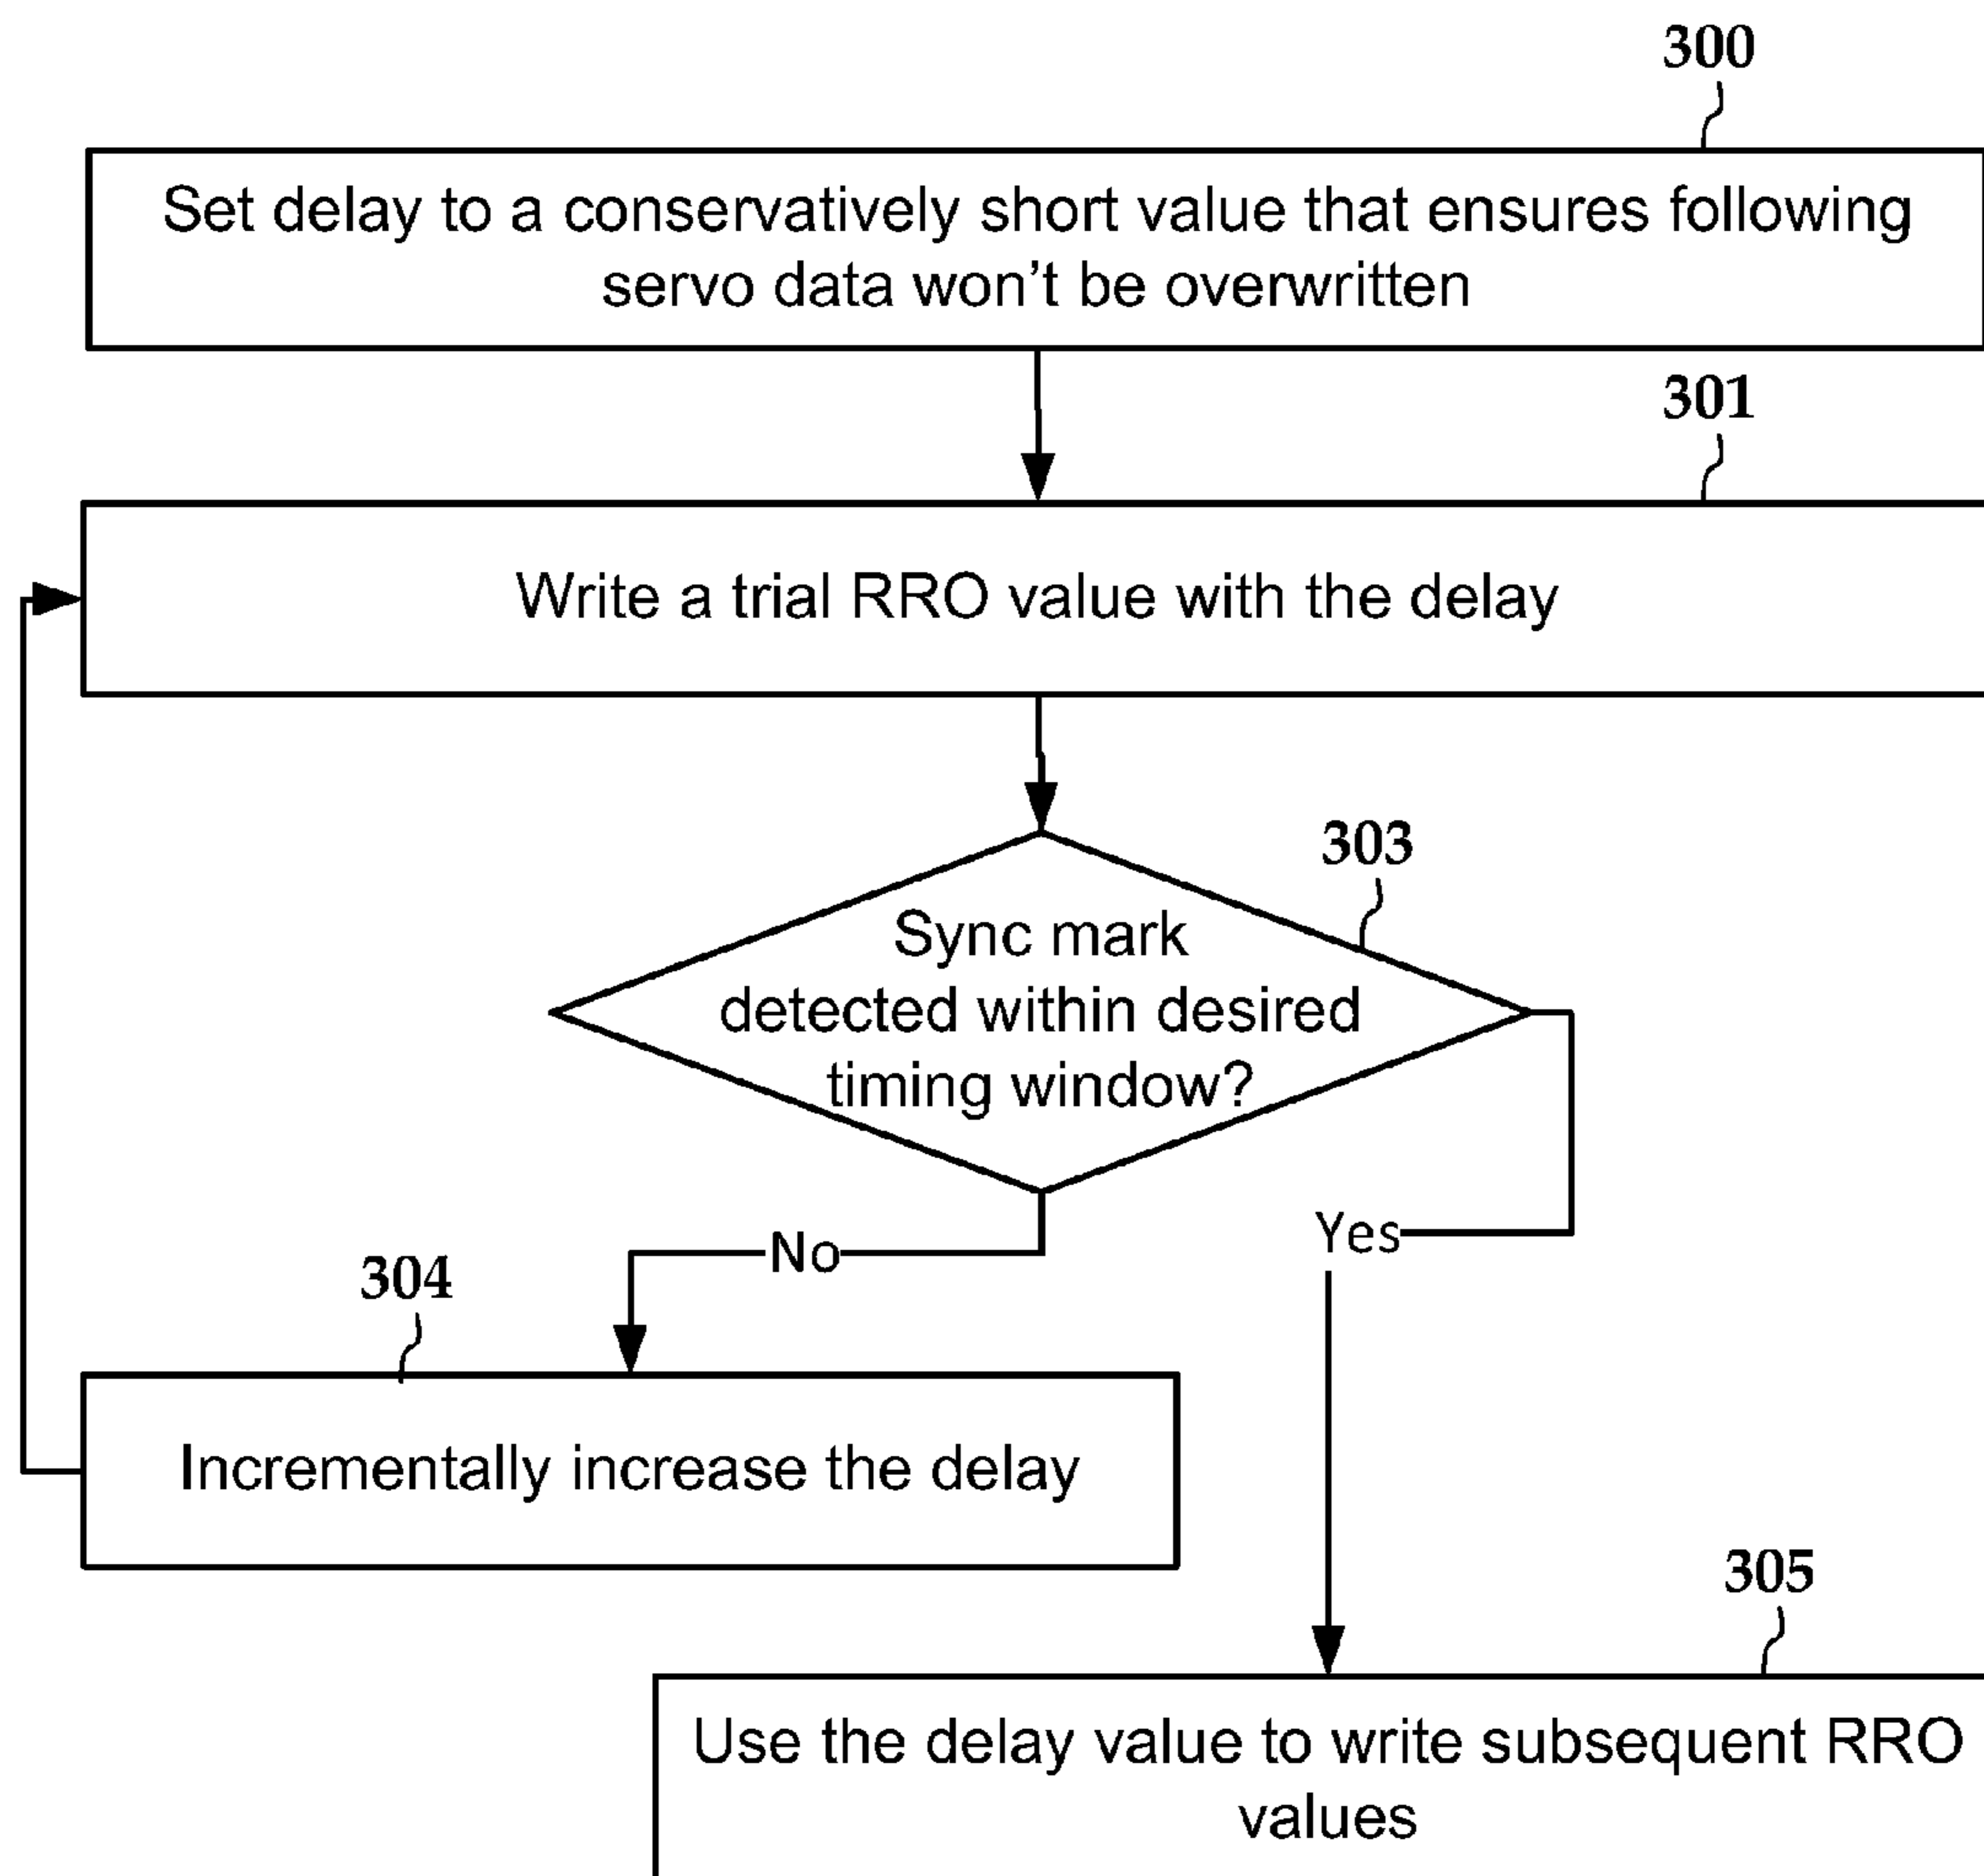 300
Set delay to a conservatively short value that ensures following
servo data won't be overwritten
301
Write a trial RRO value with the delay
303
Sync mark
detected within desired
timing window?
Yes
No
304
Incrementally increase the delay
305
Use the delay value to write subsequent RRO
values